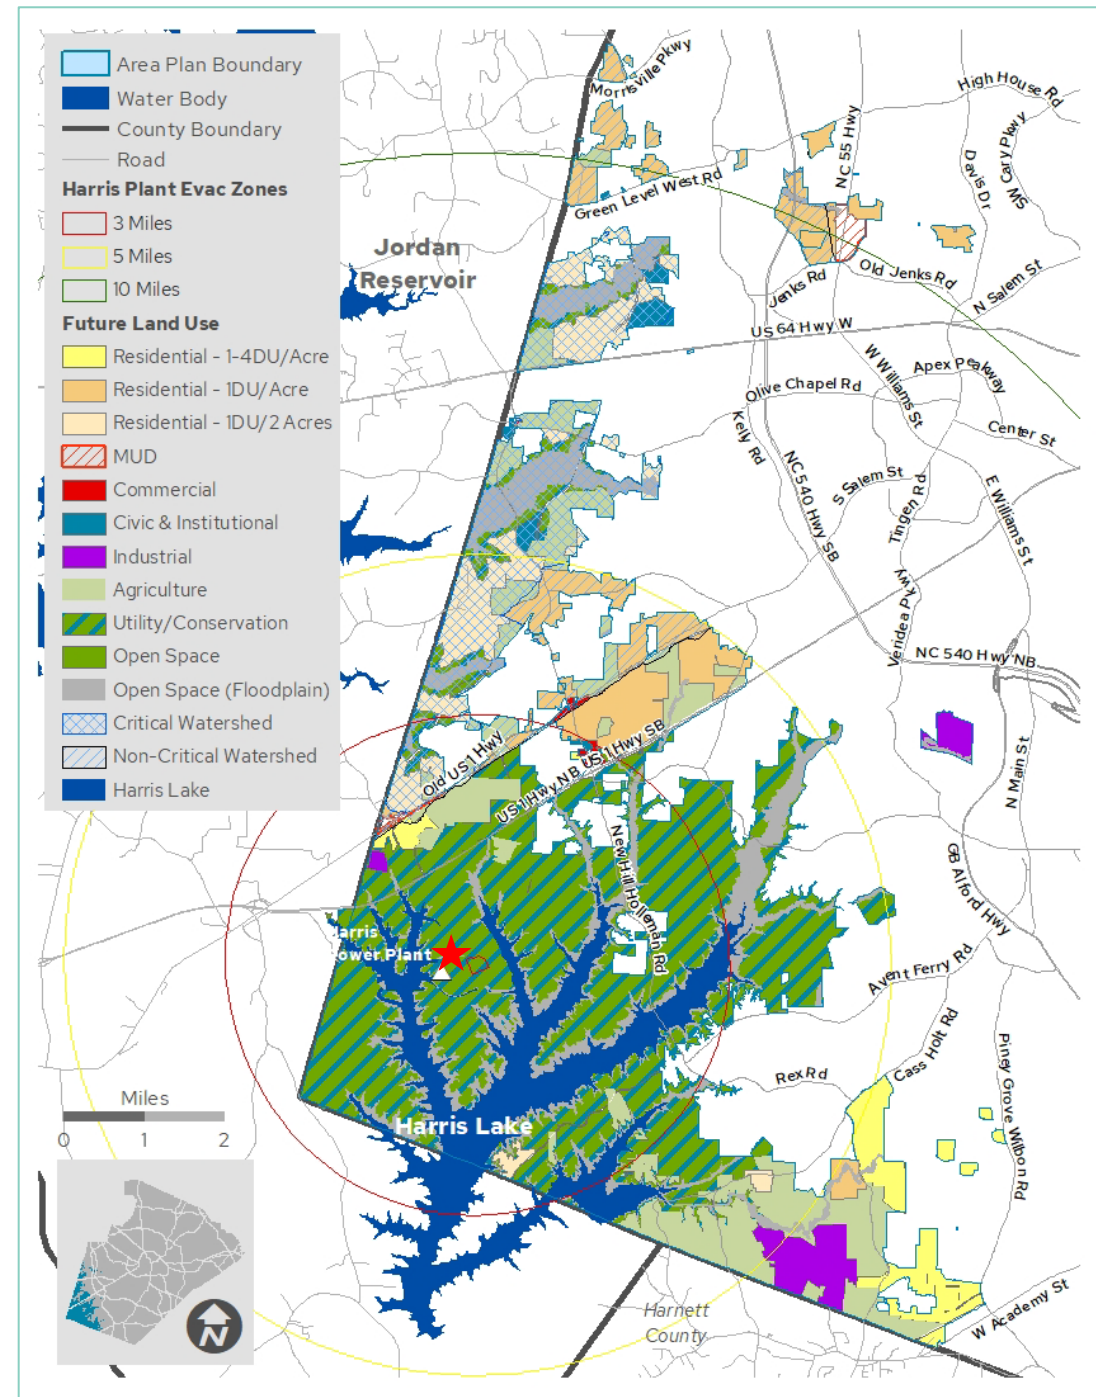 Area Plan Boundary
Water Body
County Boundary
Road
Harris Plant Evac Zones
3 Miles
5 Miles
10 Miles
Future Land Use
Residential - 1-4DU/Acre
Residential - 1DU/Acre
Residential - 1DU/2 Acres
MUD
Commercial
Civic & Institutional
Industrial
Agriculture
Utility/Conservation
Open Space
Open Space (Floodplain)
Critical Watershed
Non-Critical Watershed
Harris Lake
Morrisville Pkwy
High House Rd
NC 55 Hwy
Davis Dr
Cary Pkwy
MS
Green Level West Rd
Jordan
Reservoir
Jenks Rd
Old Jenks Rd
N Salem St
US 64 Hwy W
W Williams St
Apex Peakway
Olive Chapel Rd
Kelly Rd
Center St
NC 540 Hwy SB
S Salem St
Tingen Rd
E Williams St
Veridea Pkwy
NC 540 Hwy NB
Old US 1 Hwy
US 1 Hwy SB
US 1 Hwy NB
N Main St
New Hill Holleman Rd
GB Alford Hwy
arris
ower Plant
Avent Ferry Rd
Cass Holt Rd
Rex Rd
Piney Grove Wilbon Rd
Miles
0 1 2
Harris Lake
Harnett
County
W Academy St
N